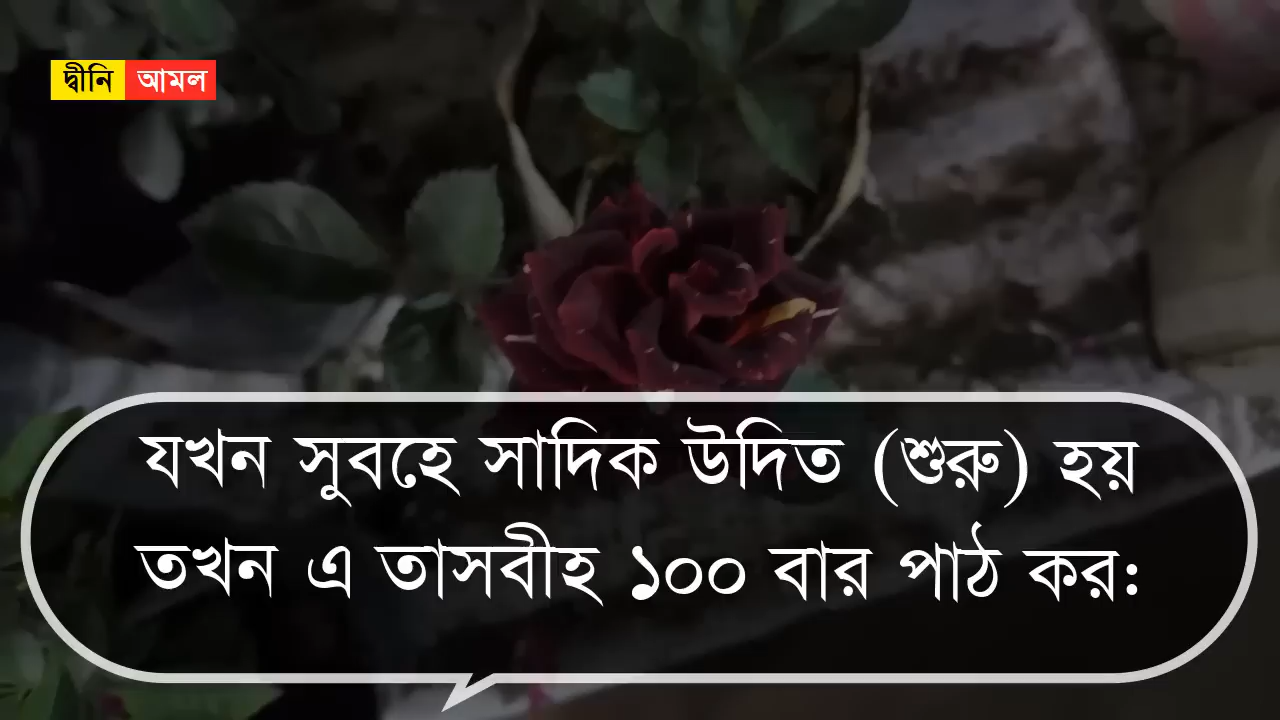 দ্বীনি আমল
যখন সুবহে সাদিক উদিত (শুরু) হয়
তখন এ তাসবীহ ১০০ বার পাঠ কর: